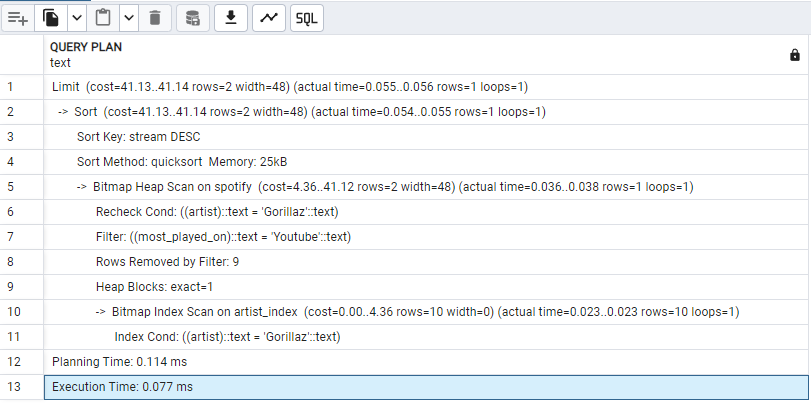 SQL
QUERY PLAN
text
1 Limit (cost=41.13..41.14 rows=2 width=48) (actual time=0.055..0.056 rows=1 loops=1)
2 -> Sort (cost=41.13..41.14 rows=2 width=48) (actual time=0.054..0.055 rows=1 loops=1)
3 Sort Key: stream DESC
4 Sort Method: quicksort Memory: 25kB
5 -> Bitmap Heap Scan on spotify (cost=4.36..41.12 rows=2 width=48) (actual time=0.036..0.038 rows=1 loops=1)
6 Recheck Cond: ((artist)::text = 'Gorillaz'::text)
7 Filter: ((most_played_on)::text = 'Youtube'::text)
8 Rows Removed by Filter: 9
9 Heap Blocks: exact=1
10 -> Bitmap Index Scan on artist_index (cost=0.00..4.36 rows=10 width=0) (actual time=0.023..0.023 rows=10 loops=1)
11 Index Cond: ((artist)::text = 'Gorillaz'::text)
12 Planning Time: 0.114 ms
13 Execution Time: 0.077 ms